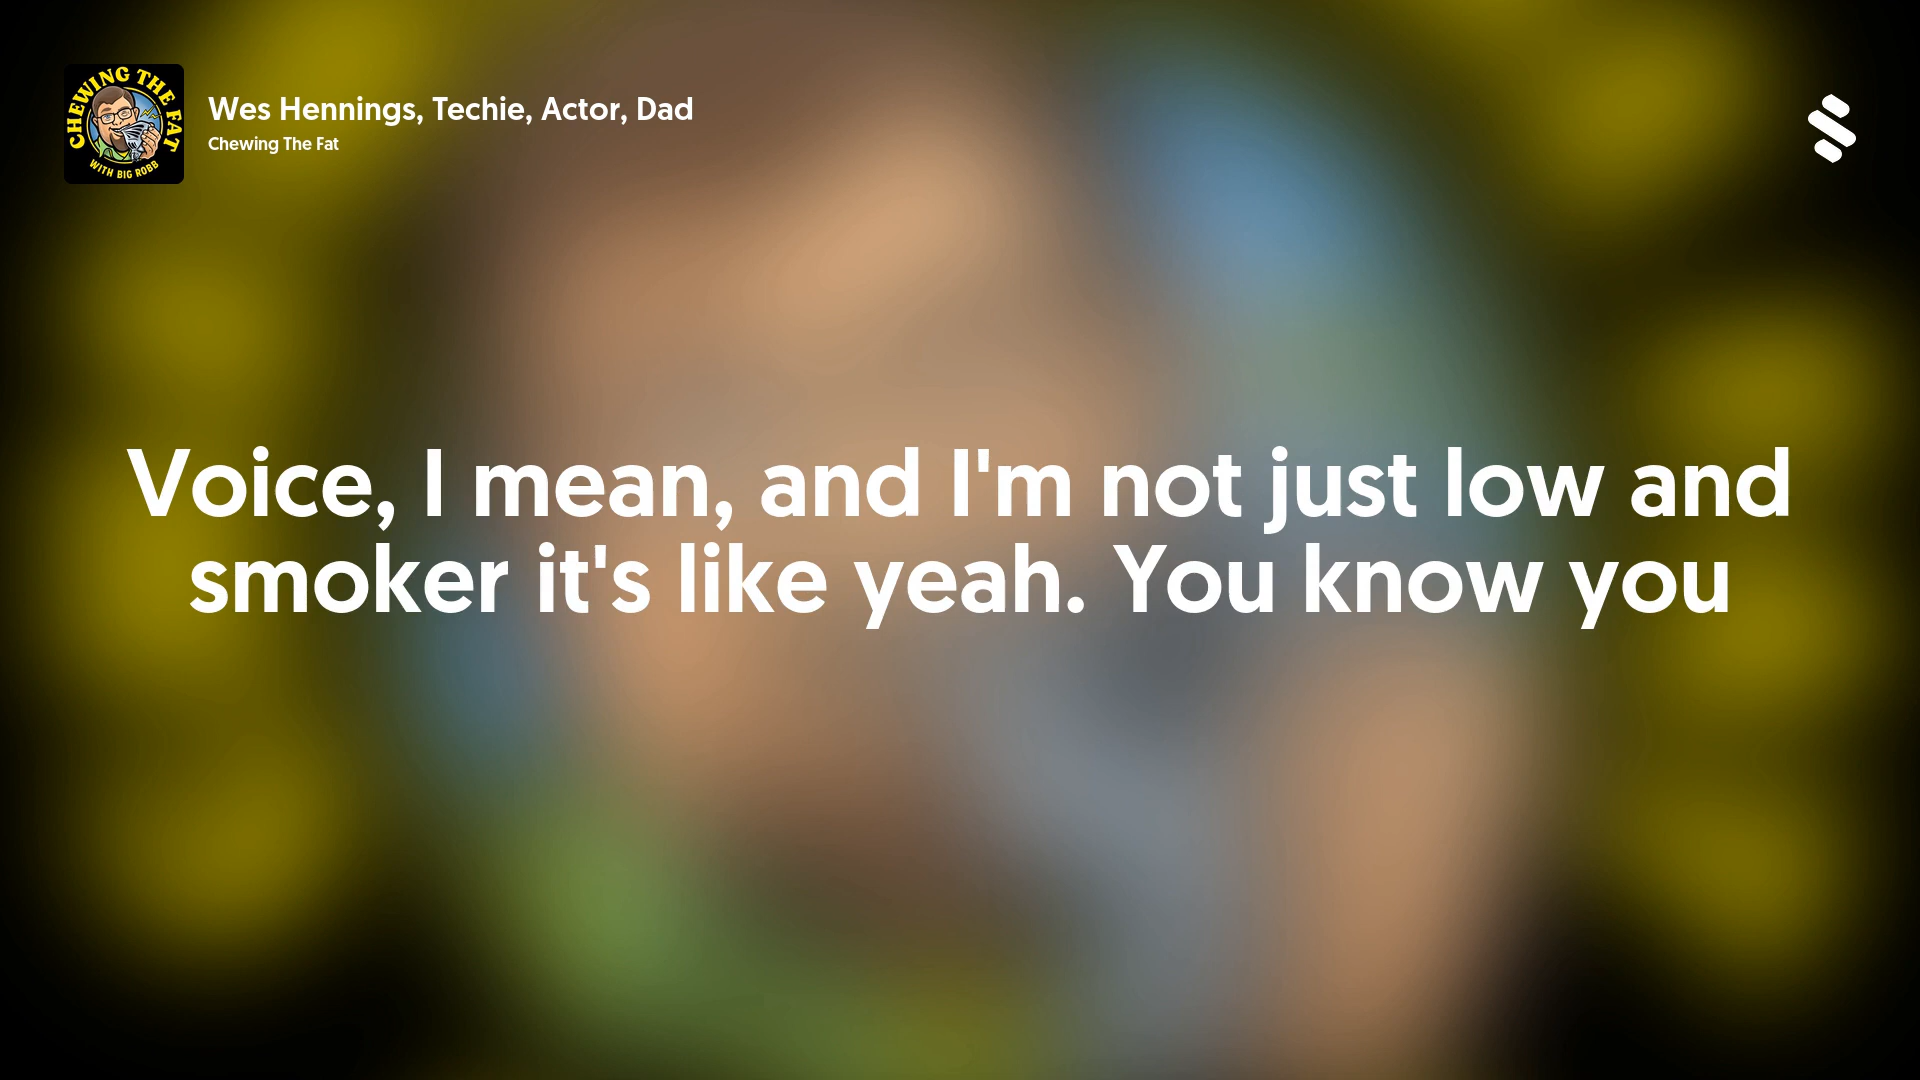 CHEWING THE FAT
WITH BIG ROBB
Wes Hennings, Techie, Actor, Dad
Chewing The Fat
Voice, I mean, and I'm not just low and
smoker it's like yeah. You know you